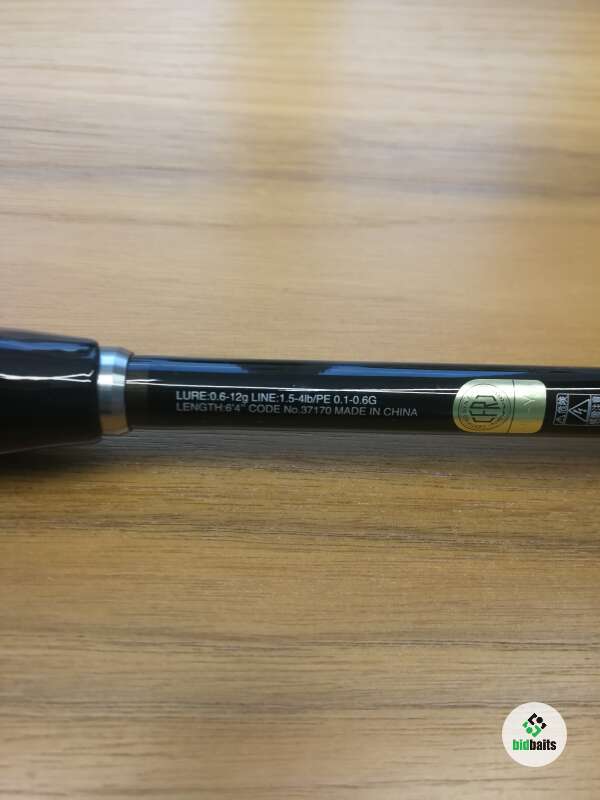 LURE:0.6-12g LINE:1.5-4lb/PE 0.1-0.6G
LENGTH:6'4" CODE No.37170 MADE IN CHINA
bidbaits